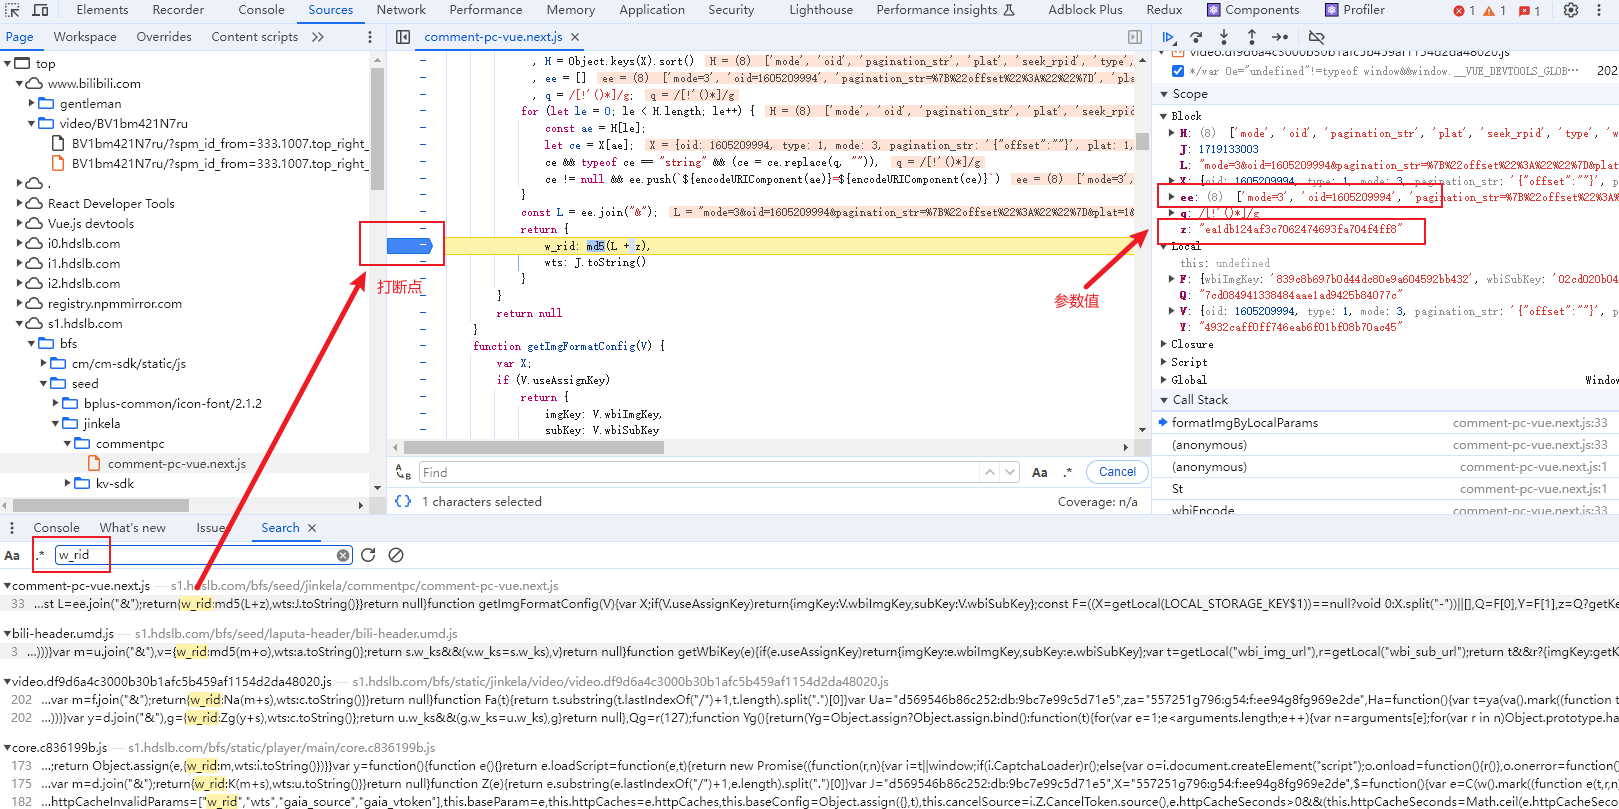 Elements Recorder Console Sources Network Performance Memory Application Security Lighthouse Performance insights Adblock Plus Redux Components Profiler 1 1 1
Page Workspace Overrides Content scripts
comment-pc-vue.next.js
top
www.bilibili.com
gentleman
video/BV1bm421N7ru
BV1bm421N7ru/?spm_id_from=333.1007.top_right_
BV1bm421N7ru/?spm_id_from=333.1007.top_right_
.
React Developer Tools
Vue.js devtools
i0.hdslb.com
i1.hdslb.com
i2.hdslb.com
registry.npmmirror.com
s1.hdslb.com
bfs
cm/cm-sdk/static/js
seed
bplus-common/icon-font/2.1.2
jinkela
commentpc
comment-pc-vue.next.js
kv-sdk
, H = Object.keys(X).sort() H = (8) ['mode', 'oid', 'pagination_str', 'plat', 'seek_rpid', 'type',
, ee = [] ee = (8) ['mode=3', 'oid=1605209994', 'pagination_str=%7B%22offset%22%3A%22%22%7D', 'pla
, q = /[!'()*]/g; q = /[!'()*]/g
for (let le = 0; le < H.length; le++) { H = (8) ['mode', 'oid', 'pagination_str', 'plat', 'seek_rpid
const ae = H[le];
let ce = X[ae]; X = {oid: 1605209994, type: 1, mode: 3, pagination_str: '{"offset":""}', plat: 1,
ce && typeof ce == "string" && (ce = ce.replace(q, "")), q = /[!'()*]/g
ce != null && ee.push(`${encodeURIComponent(ae)}=${encodeURIComponent(ce)}`) ee = (8) ['mode=3',
}
const L = ee.join("&"); L = "mode=3&oid=1605209994&pagination_str=%7B%22offset%22%3A%22%22%7D&plat=1&
return {
w_rid: md5(L + z),
wts: J.toString()
}
}
return null
}
function getImgFormatConfig(V) {
var X;
if (V.useAssignKey)
return {
imgKey: V.wbiImgKey,
subKey: V.wbiSubKey
打断点
参数值
Find
Aa .* Cancel
{} 1 characters selected Coverage: n/a
video.df9d6a4c3000b30b1afc5b459af1154d2da48020.js
*/var Oe="undefined"!=typeof window&&window.__VUE_DEVTOOLS_GLOB… 202
Scope
Block
H: (8) ['mode', 'oid', 'pagination_str', 'plat', 'seek_rpid', 'type', 'w
J: 1719133003
L: "mode=3&oid=1605209994&pagination_str=%7B%22offset%22%3A%22%22%7D&plat
X: {oid: 1605209994, type: 1, mode: 3, pagination_str: '{"offset":""}', p
ee: (8) ['mode=3', 'oid=1605209994', 'pagination_str=%7B%22offset%22%3A%2
q: /[!'()*]/g
z: "ea1db124af3c7062474693fa704f4ff8"
Local
this: undefined
F: {wbiImgKey: '839c8b697b0d44dc80e9a604592bb432', wbiSubKey: '02cd020b04
Q: "7cd084941338484aae1ad9425b84077c"
V: {oid: 1605209994, type: 1, mode: 3, pagination_str: '{"offset":""}', p
Y: "4932caff0ff746eab6f01bf08b70ac45"
Closure
Script
Global Window
Call Stack
formatImgByLocalParams comment-pc-vue.next.js:33
(anonymous) comment-pc-vue.next.js:33
(anonymous) comment-pc-vue.next.js:1
St comment-pc-vue.next.js:1
wbiEncode comment-pc-vue.next.js:33
Console What's new Issues Search
Aa .* w_rid
comment-pc-vue.next.js — s1.hdslb.com/bfs/seed/jinkela/commentpc/comment-pc-vue.next.js
33 …st L=ee.join("&");return{w_rid:md5(L+z),wts:J.toString()}}return null}function getImgFormatConfig(V){var X;if(V.useAssignKey)return{imgKey:V.wbiImgKey,subKey:V.wbiSubKey};const F=((X=getLocal(LOCAL_STORAGE_KEY$1))==null?void 0:X.split("-"))||[],Q=F[0],Y=F[1],z=Q?getKe
bili-header.umd.js — s1.hdslb.com/bfs/seed/laputa-header/bili-header.umd.js
3 …)))}var m=u.join("&"),v={w_rid:md5(m+o),wts:a.toString()};return s.w_ks&&(v.w_ks=s.w_ks),v}return null}function getWbiKey(e){if(e.useAssignKey)return{imgKey:e.wbiImgKey,subKey:e.wbiSubKey};var t=getLocal("wbi_img_url"),r=getLocal("wbi_sub_url");return t&&r?{imgKey:getK
video.df9d6a4c3000b30b1afc5b459af1154d2da48020.js — s1.hdslb.com/bfs/static/jinkela/video/video.df9d6a4c3000b30b1afc5b459af1154d2da48020.js
202 …var m=f.join("&");return{w_rid:Na(m+s),wts:c.toString()}}return null}function Fa(t){return t.substring(t.lastIndexOf("/")+1,t.length).split(".")[0]}var Ua="d569546b86c252:db:9bc7e99c5d71e5",za="557251g796:g54:f:ee94g8fg969e2de",Ha=function(){var t=ya(va().mark((function t
202 …)))}var y=d.join("&"),g={w_rid:Zg(y+s),wts:c.toString()};return u.w_ks&&(g.w_ks=u.w_ks),g}return null},Qg=r(127);function Yg(){return(Yg=Object.assign?Object.assign.bind():function(t){for(var e=1;e<arguments.length;e++){var n=arguments[e];for(var r in n)Object.prototype.ha
core.c836199b.js — s1.hdslb.com/bfs/static/player/main/core.c836199b.js
173 …;return Object.assign(e,{w_rid:m,wts:i.toString()})}}var y=function(){function e(){}return e.loadScript=function(e,t){return new Promise((function(r,n){var i=t||window;if(i.CaptchaLoader)r();else{var o=i.document.createElement("script");o.onload=function(){r()},o.onerror=function(
175 …var m=d.join("&");return{w_rid:K(m+s),wts:i.toString()}}return null}function Z(e){return e.substring(e.lastIndexOf("/")+1,e.length).split(".")[0]}var J="d569546b86c252:db:9bc7e99c5d71e5",X="557251g796:g54:f:ee94g8fg969e2de",$=function(){var e=C(w().mark((function e(t,r,n
182 …httpCacheInvalidParams=["w_rid","wts","gaia_source","gaia_vtoken"],this.baseParam=e,this.httpCaches=e.httpCaches,this.baseConfig=Object.assign({},t),this.cancelSource=i.Z.CancelToken.source(),e.httpCacheSeconds>0&&(this.httpCacheSeconds=Math.ceil(e.httpCacheSec